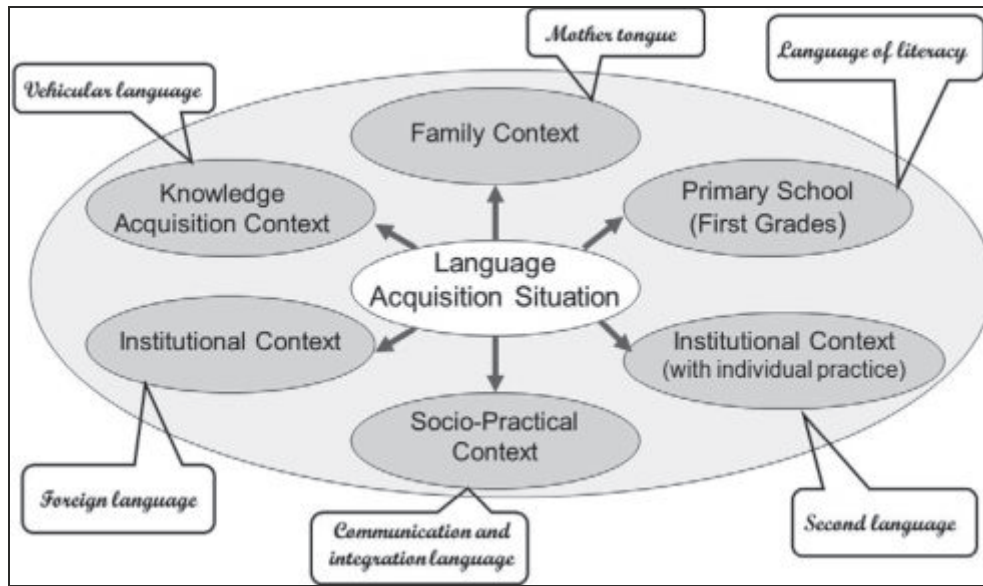 Mother tongue
Language of literacy
Vehicular language
Family Context
Knowledge
Acquisition Context
Primary School
(First Grades)
Language
Acquisition Situation
Institutional Context
Institutional Context
(with individual practice)
Socio-Practical
Context
Foreign language
Communication and
integration language
Second language